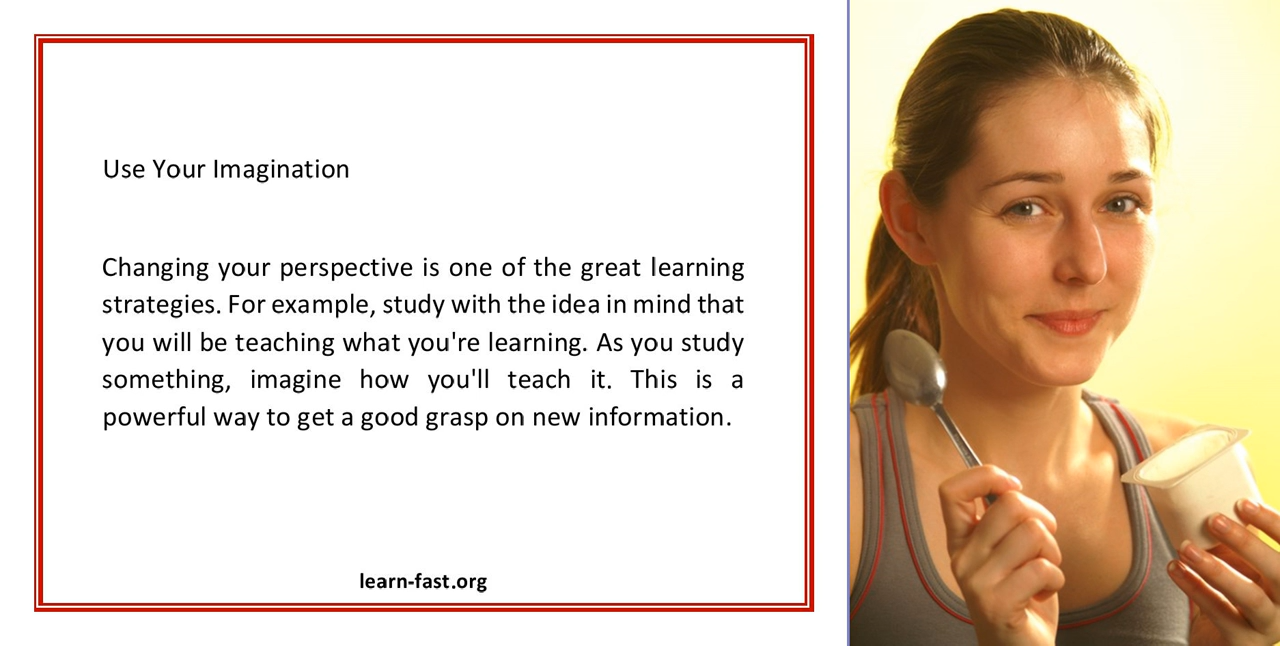 Use Your Imagination
Changing your perspective is one of the great learning
strategies. For example, study with the idea in mind that
you will be teaching what you're learning. As you study
something, imagine how you'll teach it. This is a
powerful way to get a good grasp on new information.
learn-fast.org